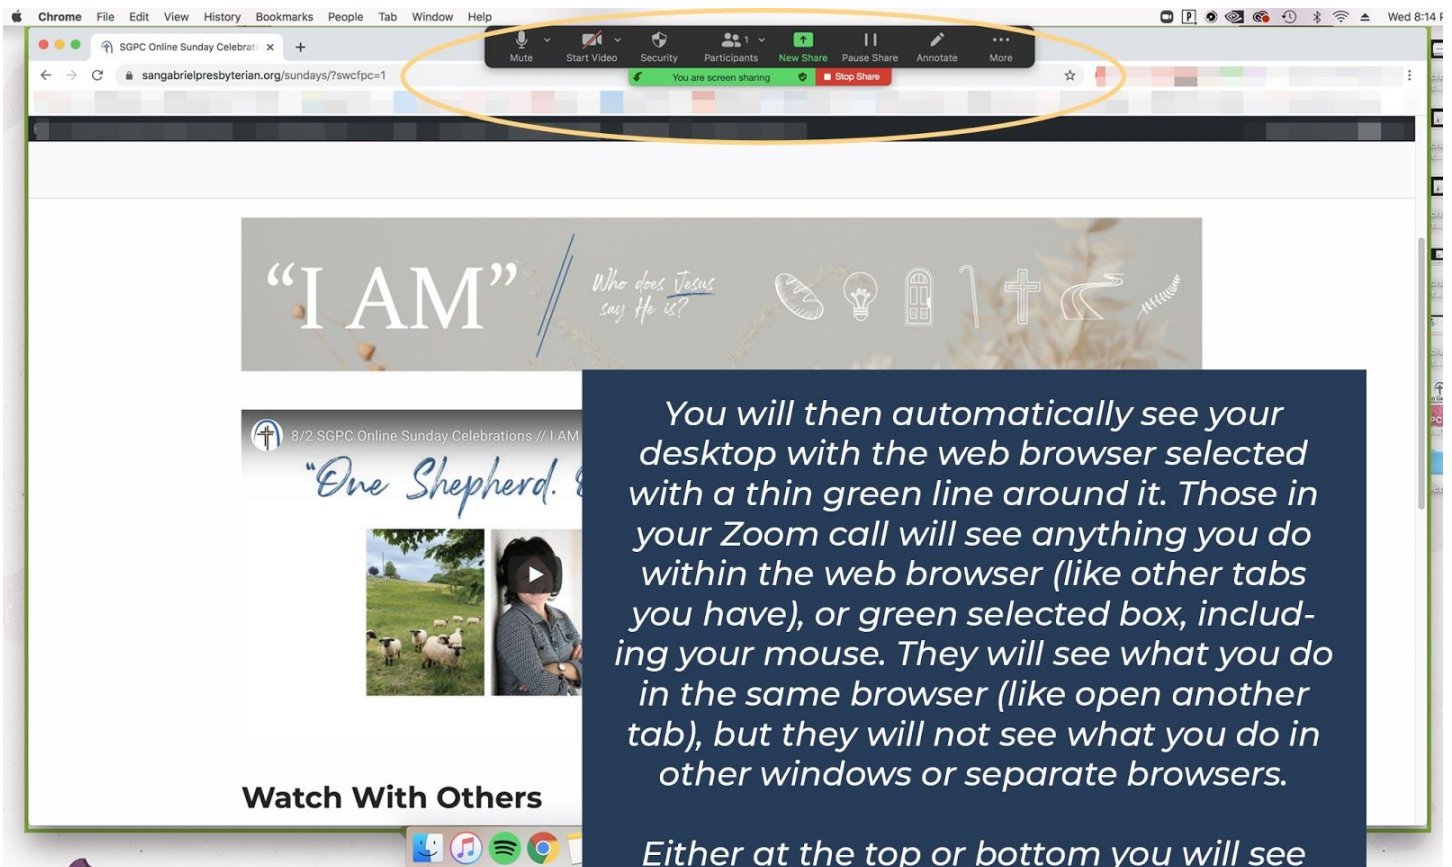 Chrome File Edit View History Bookmarks People Tab Window Help
Wed 8:14 P
SGPC Online Sunday Celebrati
sangabrielpresbyterian.org/sundays/?swcfpc=1
Mute Start Video Security Participants 1 New Share Pause Share Annotate More
You are screen sharing Stop Share
“I AM”
Who does Jesus
say He is?
8/2 SGPC Online Sunday Celebrations // I AM
“One Shepherd.
You will then automatically see your
desktop with the web browser selected
with a thin green line around it. Those in
your Zoom call will see anything you do
within the web browser (like other tabs
you have), or green selected box, includ-
ing your mouse. They will see what you do
in the same browser (like open another
tab), but they will not see what you do in
other windows or separate browsers.
Either at the top or bottom you will see
Watch With Others